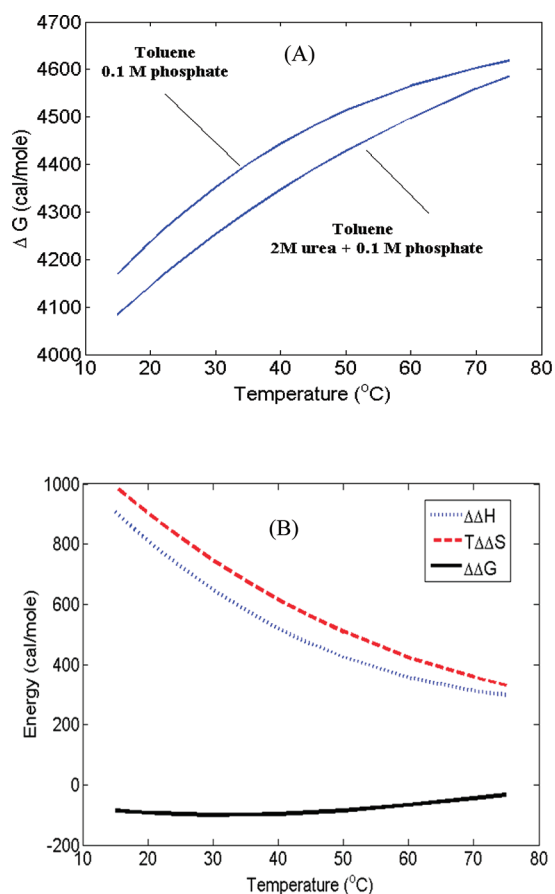 (A)
Toluene
0.1 M phosphate
Toluene
2M urea + 0.1 M phosphate
Δ G (cal/mole)
4700
4600
4500
4400
4300
4200
4100
4000
10 20 30 40 50 60 70 80
Temperature (°C)
(B)
ΔΔH
TΔΔS
ΔΔG
Energy (cal/mole)
1000
800
600
400
200
0
-200
10 20 30 40 50 60 70 80
Temperature (°C)